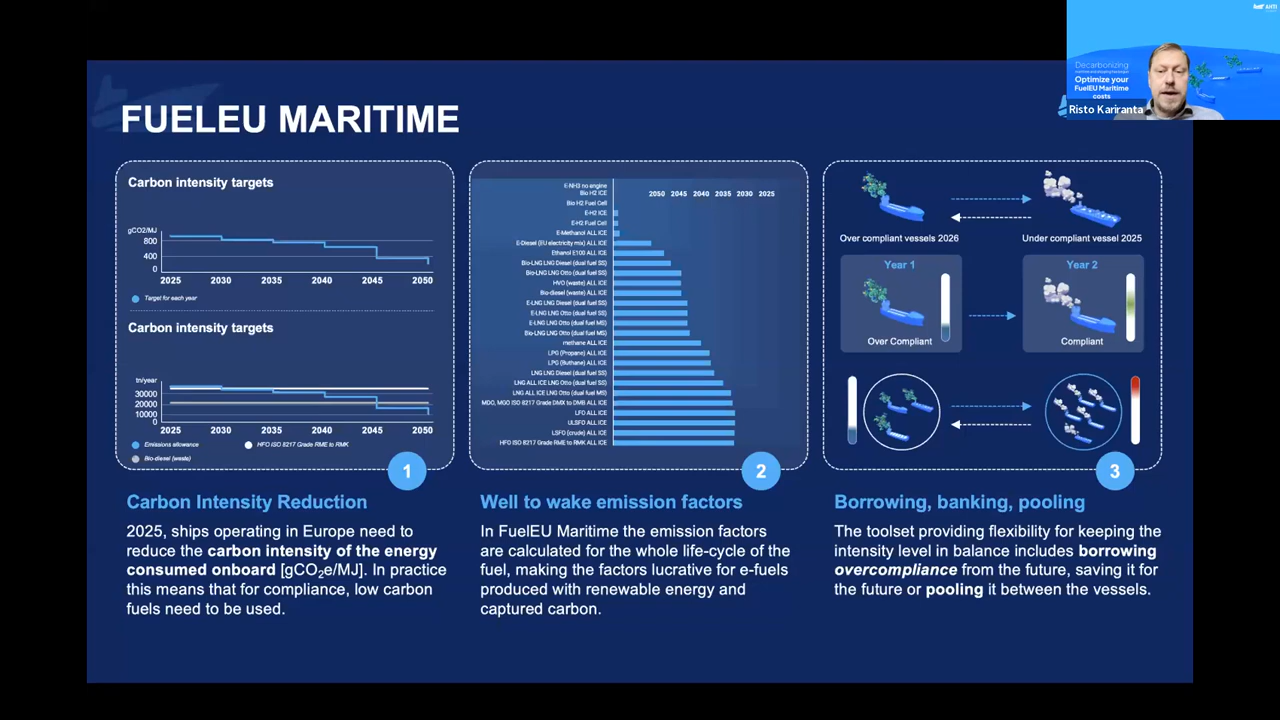 AHTI
Decarbonizing
Optimize your
FuelEU Maritime
costs
Risto Kariranta
FUELEU MARITIME
Carbon intensity targets
gCO2/MJ
800
400
0
2025 2030 2035 2040 2045 2050
Target for each year
Carbon intensity targets
tn/year
30000
20000
10000
0
2025 2030 2035 2040 2045 2050
Emissions allowance
HFO ISO 8217 Grade RME to RMK
Bio-diesel (waste)
1
Carbon Intensity Reduction
2025, ships operating in Europe need to
reduce the carbon intensity of the energy
consumed onboard [gCO₂e/MJ]. In practice
this means that for compliance, low carbon
fuels need to be used.
2050 2045 2040 2035 2030 2025
E-NH3 no engine
Bio H2 ICE
Bio H2 Fuel Cell
E-H2 ICE
E-H2 Fuel Cell
E-Methanol ALL ICE
E-Diesel (EU electricity mix) ALL ICE
Ethanol E100 ALL ICE
Bio-LNG LNG Diesel (dual fuel SS)
Bio-LNG LNG Otto (dual fuel SS)
HVO (waste) ALL ICE
Bio-diesel (waste) ALL ICE
E-LNG LNG Diesel (dual fuel SS)
E-LNG LNG Otto (dual fuel SS)
E-LNG LNG Otto (dual fuel MS)
Bio-LNG LNG Otto (dual fuel MS)
methane ALL ICE
LPG (Propane) ALL ICE
LPG (Buthane) ALL ICE
LNG LNG Diesel (dual fuel SS)
LNG ALL ICE LNG Otto (dual fuel SS)
LNG ALL ICE LNG Otto (dual fuel MS)
MDO, MGO ISO 8217 Grade DMX to DMB ALL ICE
LFO ALL ICE
ULSFO ALL ICE
LSFO (crude) ALL ICE
HFO ISO 8217 Grade RME to RMK ALL ICE
2
Well to wake emission factors
In FuelEU Maritime the emission factors
are calculated for the whole life-cycle of the
fuel, making the factors lucrative for e-fuels
produced with renewable energy and
captured carbon.
Over compliant vessels 2026
Under compliant vessel 2025
Year 1
Over Compliant
Year 2
Compliant
3
Borrowing, banking, pooling
The toolset providing flexibility for keeping the
intensity level in balance includes borrowing
overcompliance from the future, saving it for
the future or pooling it between the vessels.